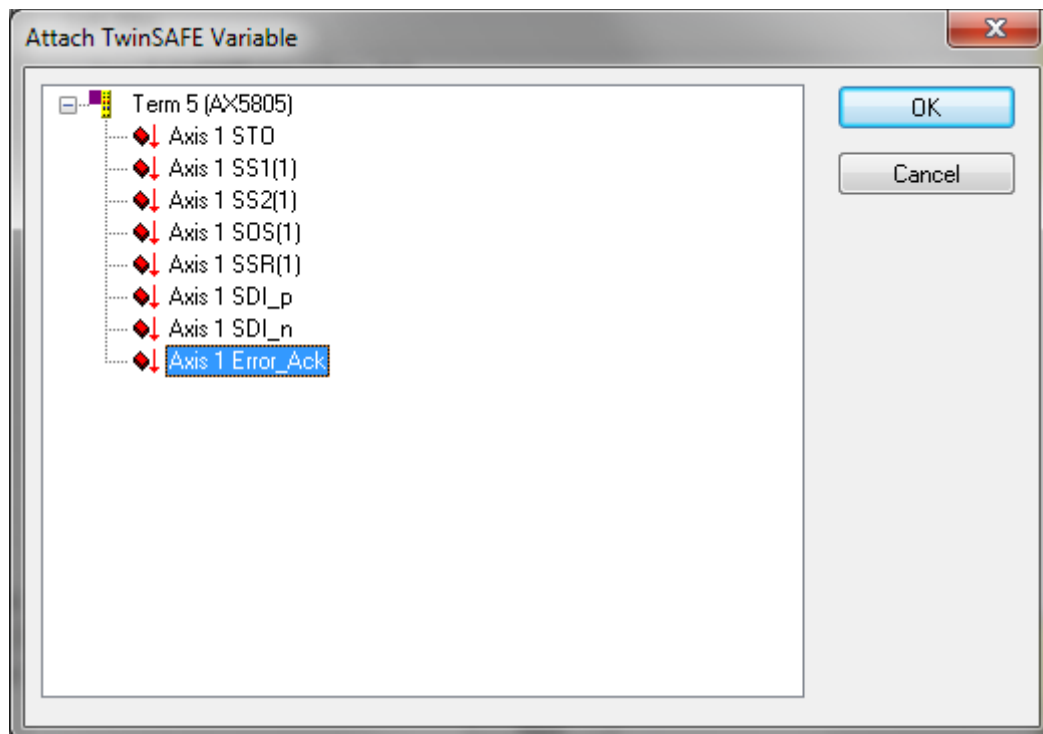 Attach TwinSAFE Variable
Term 5 (AX5805)
Axis 1 STO
Axis 1 SS1(1)
Axis 1 SS2(1)
Axis 1 SOS(1)
Axis 1 SSR(1)
Axis 1 SDI_p
Axis 1 SDI_n
Axis 1 Error_Ack
OK
Cancel